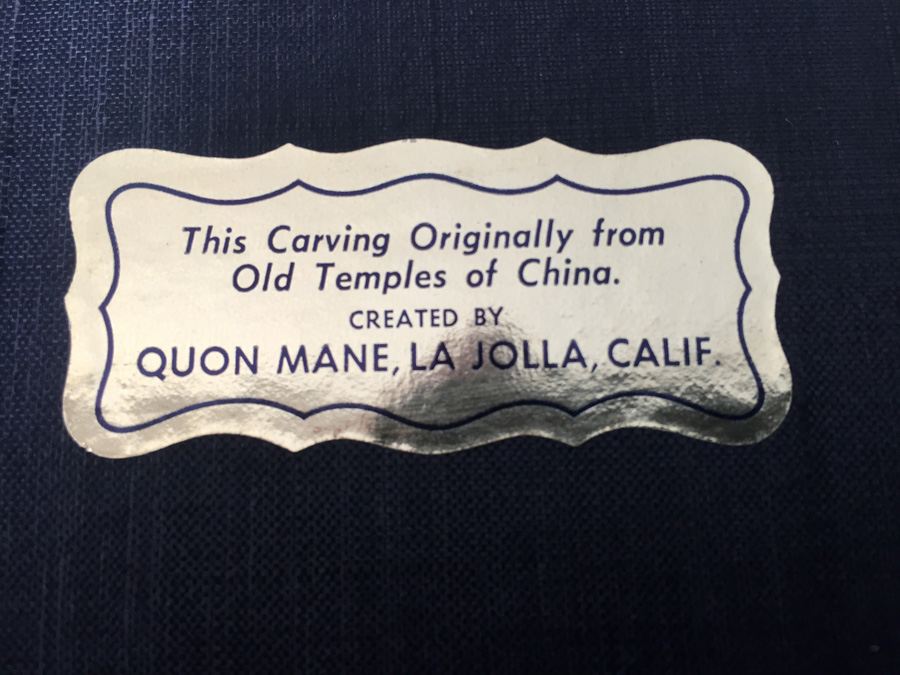 This Carving Originally from
Old Temples of China.
CREATED BY
QUON MANE, LA JOLLA, CALIF.